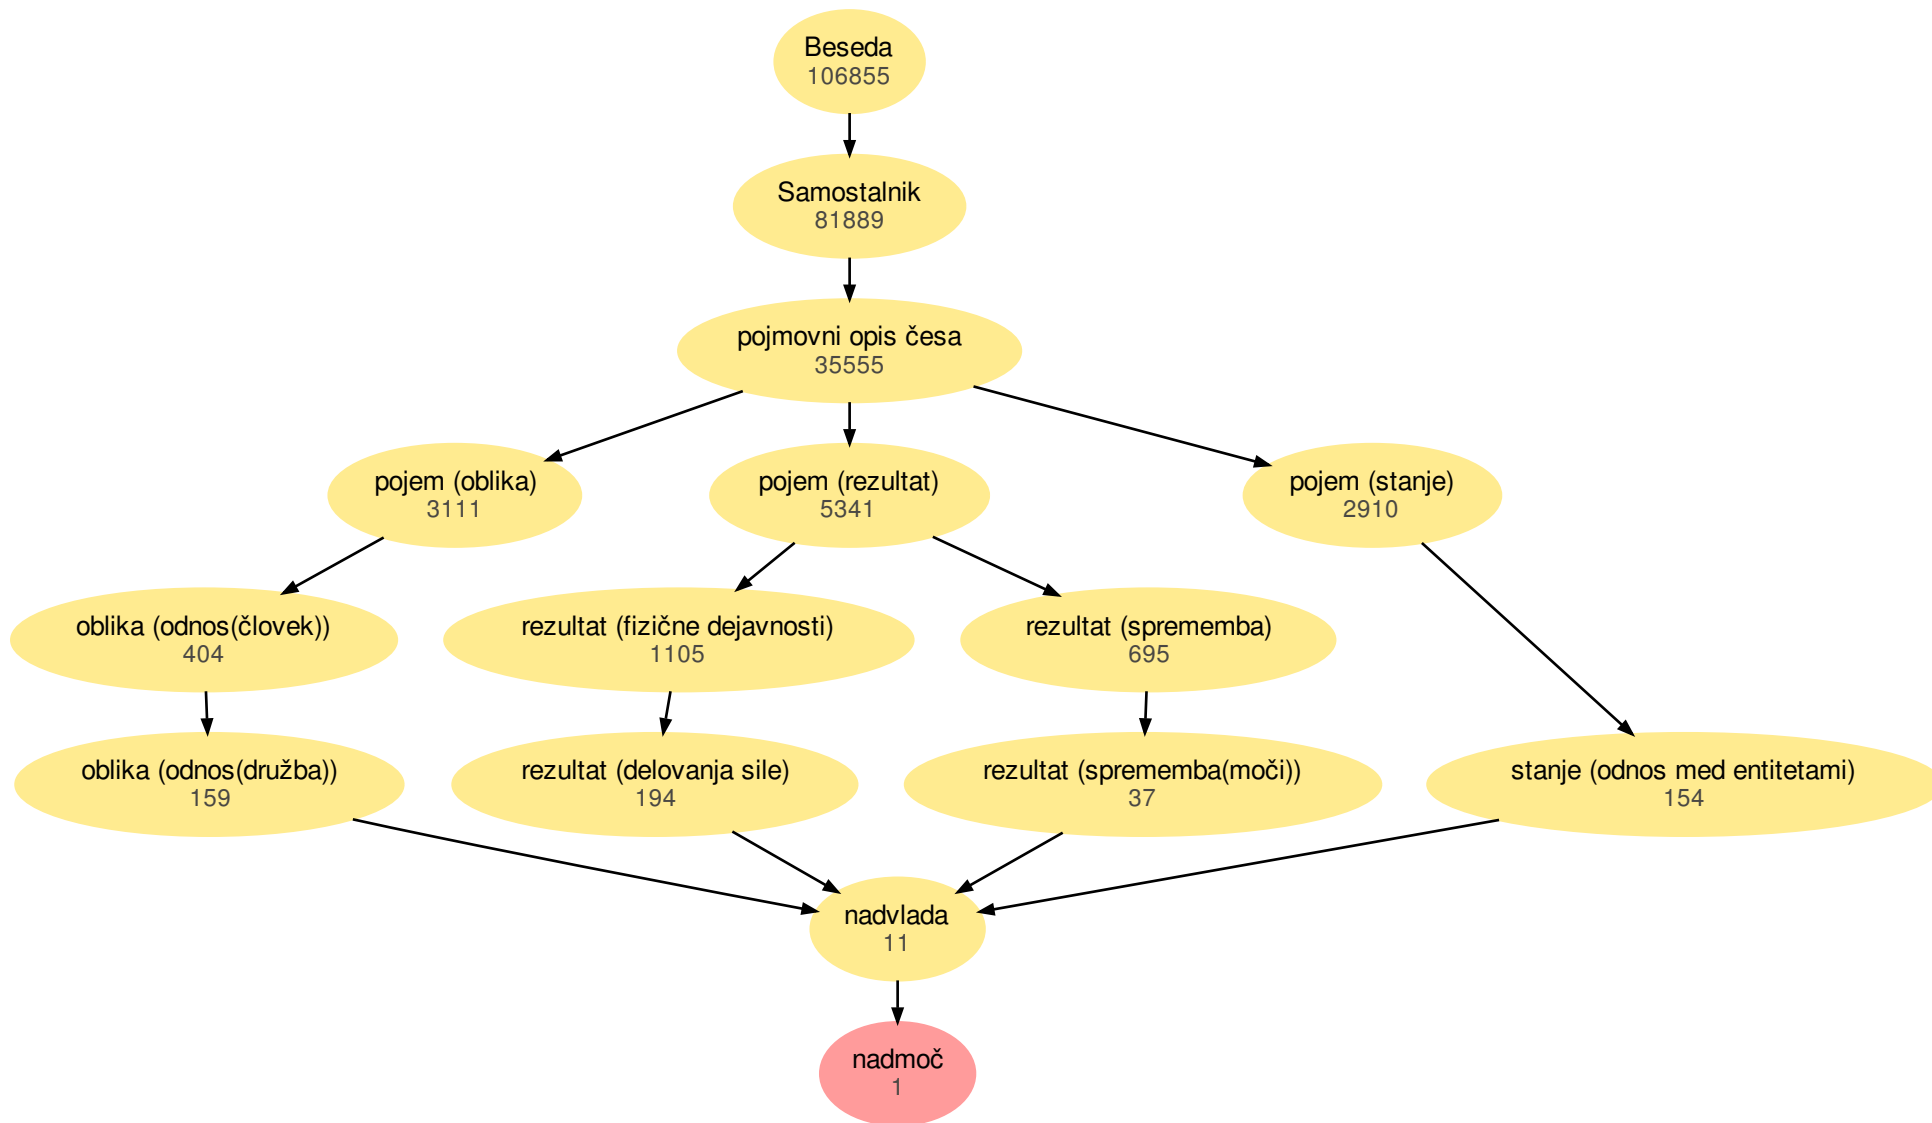 Beseda
106855
Samostalnik
81889
pojmovni opis česa
35555
pojem (oblika)
3111
pojem (rezultat)
5341
pojem (stanje)
2910
oblika (odnos(človek))
404
rezultat (fizične dejavnosti)
1105
rezultat (sprememba)
695
oblika (odnos(družba))
159
rezultat (delovanja sile)
194
rezultat (sprememba(moči))
37
stanje (odnos med entitetami)
154
nadvlada
11
nadmoč
1